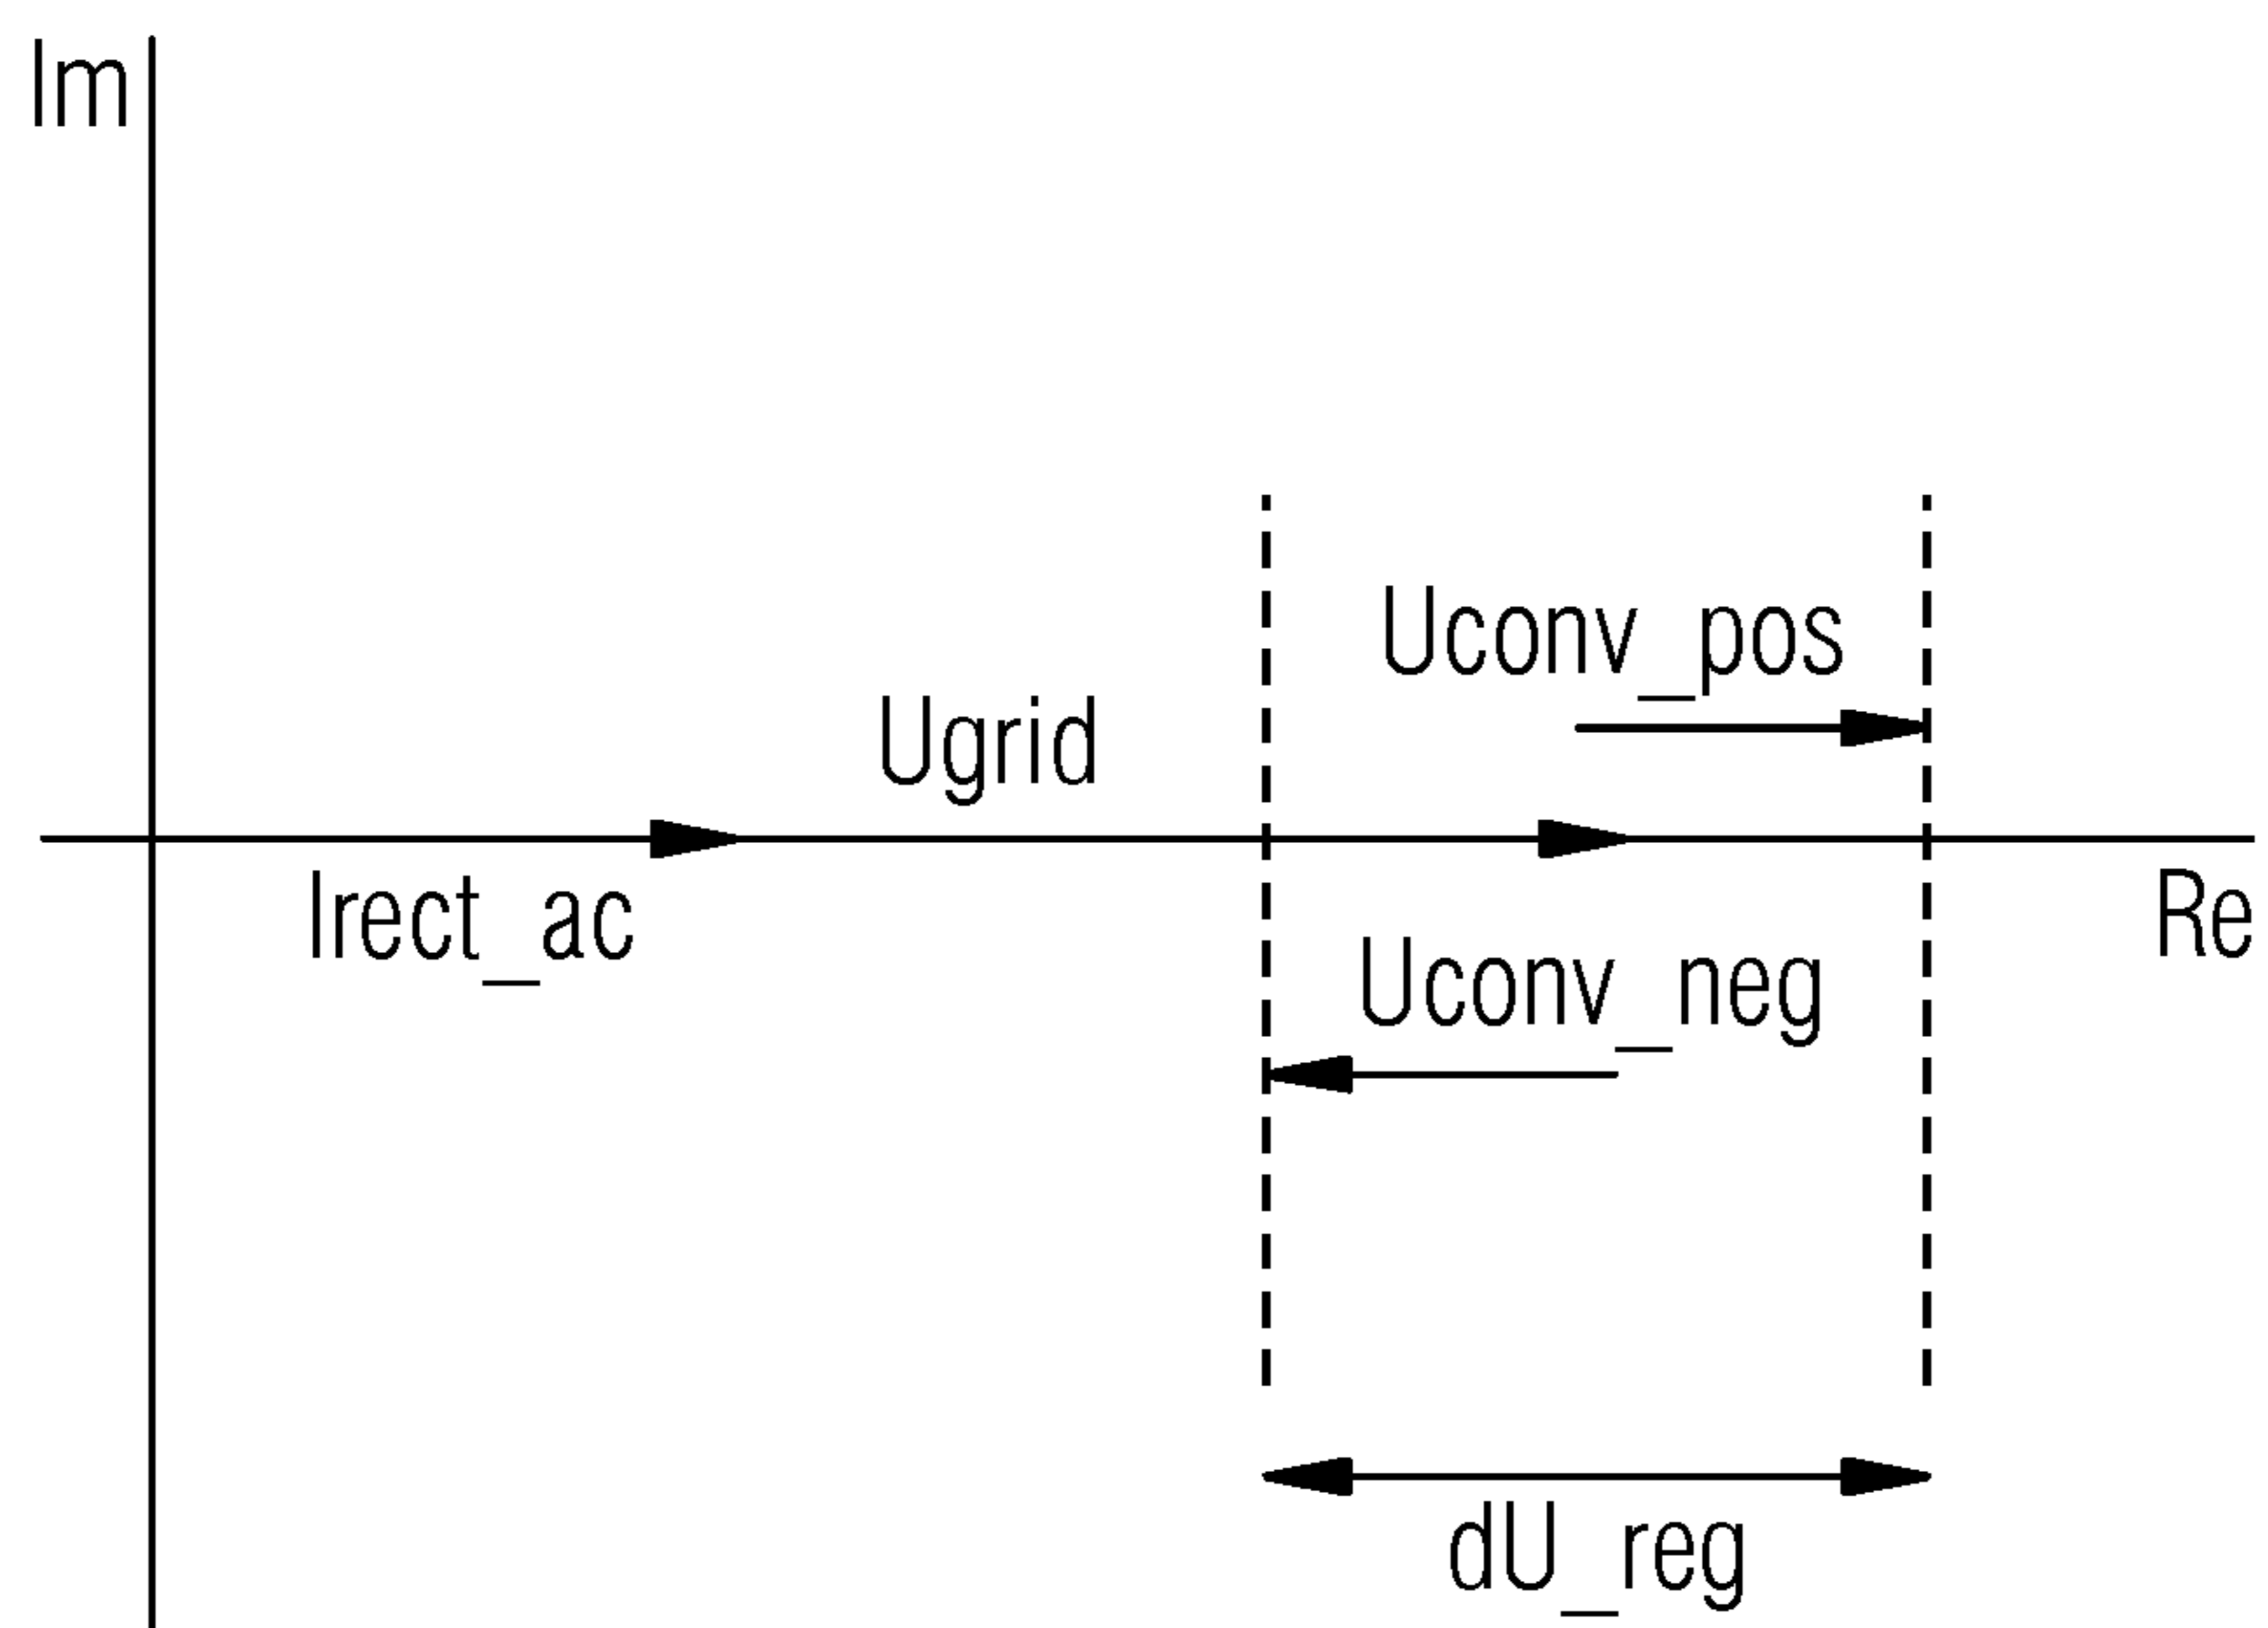 Im
Uconv_pos
Ugrid
Irect_ac
Re
Uconv_neg
dU_reg